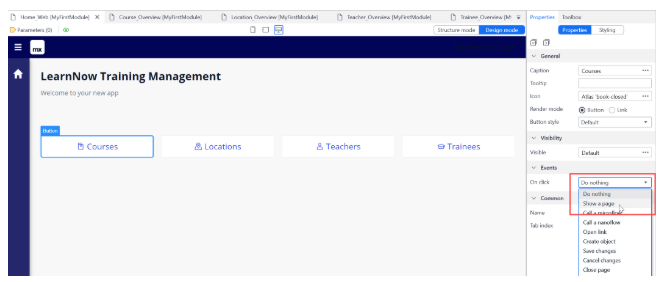 Home_Web [MyFirstModule] × Course_Overview [MyFirstModule] Location_Overview [MyFirstModule] Teacher_Overview [MyFirstModule] Trainee_Overview [My Properties Toolbox
Parameters (0) Structure mode Design mode Properties Styling
mx
General
LearnNow Training Management
Caption Courses ...
Welcome to your new app
Tooltip
Icon Atlas 'book-closed' ...
Render mode Button Link
Button style Default
Button
Courses Locations Teachers Trainees
Visibility
Visible Default ...
Events
On click Do nothing
Do nothing
Common Show a page
Name Call a microflow
Tab index Call a nanoflow
Open link
Create object
Save changes
Cancel changes
Close page